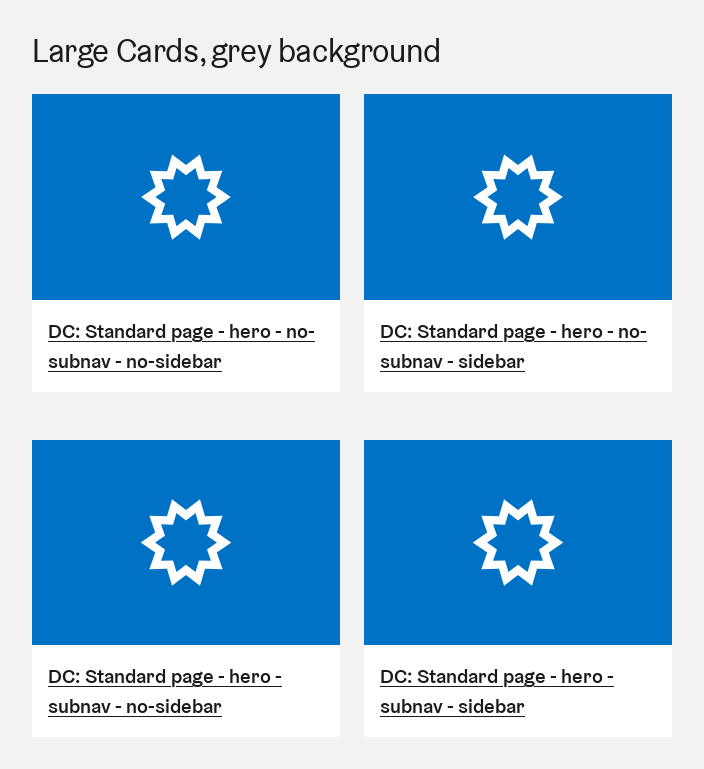 Large Cards, grey background
DC: Standard page - hero - no-
subnav - no-sidebar
DC: Standard page - hero - no-
subnav - sidebar
DC: Standard page - hero -
subnav - no-sidebar
DC: Standard page - hero -
subnav - sidebar